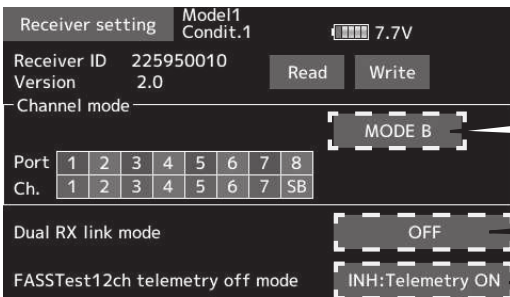 Receiver setting Model1
Condit.1 7.7V
Receiver ID 225950010 Read Write
Version 2.0
Channel mode
MODE B
Port 1 2 3 4 5 6 7 8
Ch. 1 2 3 4 5 6 7 SB
Dual RX link mode OFF
FASSTest12ch telemetry off mode INH:Telemetry ON